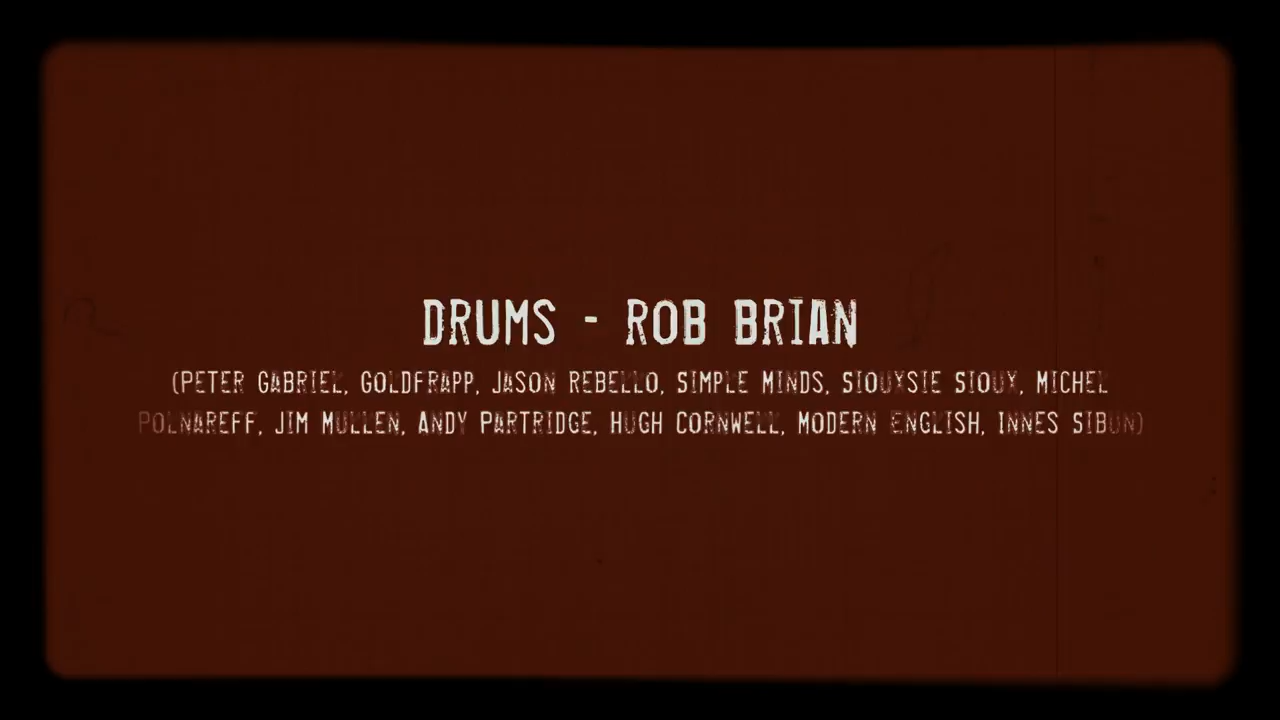 DRUMS - ROB BRIAN
(PETER GABRIEL, GOLDFRAPP, JASON REBELLO, SIMPLE MINDS, SIOUXSIE SIOUX, MICHEL
POLNAREFF, JIM MULLEN, ANDY PARTRIDGE, HUGH CORNWELL, MODERN ENGLISH, INNES SIBUN)